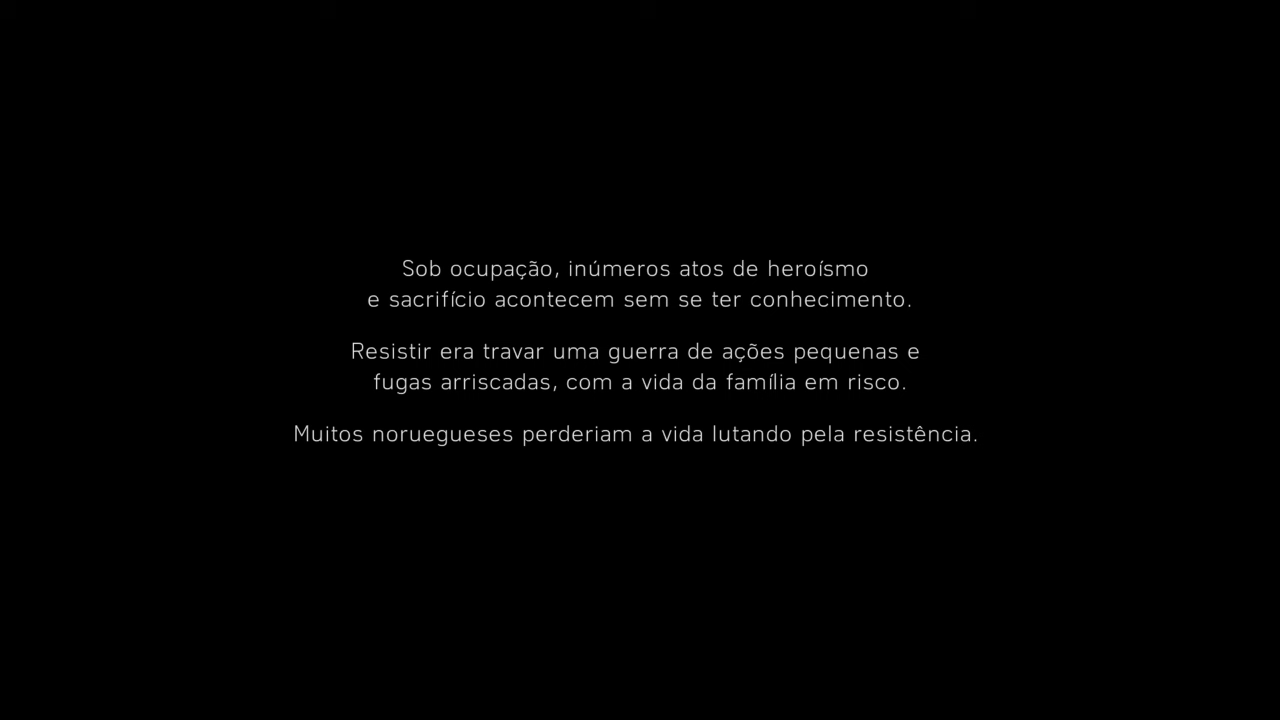 Sob ocupação, inúmeros atos de heroísmo
e sacrifício acontecem sem se ter conhecimento.
Resistir era travar uma guerra de ações pequenas e
fugas arriscadas, com a vida da família em risco.
Muitos noruegueses perderiam a vida lutando pela resistência.